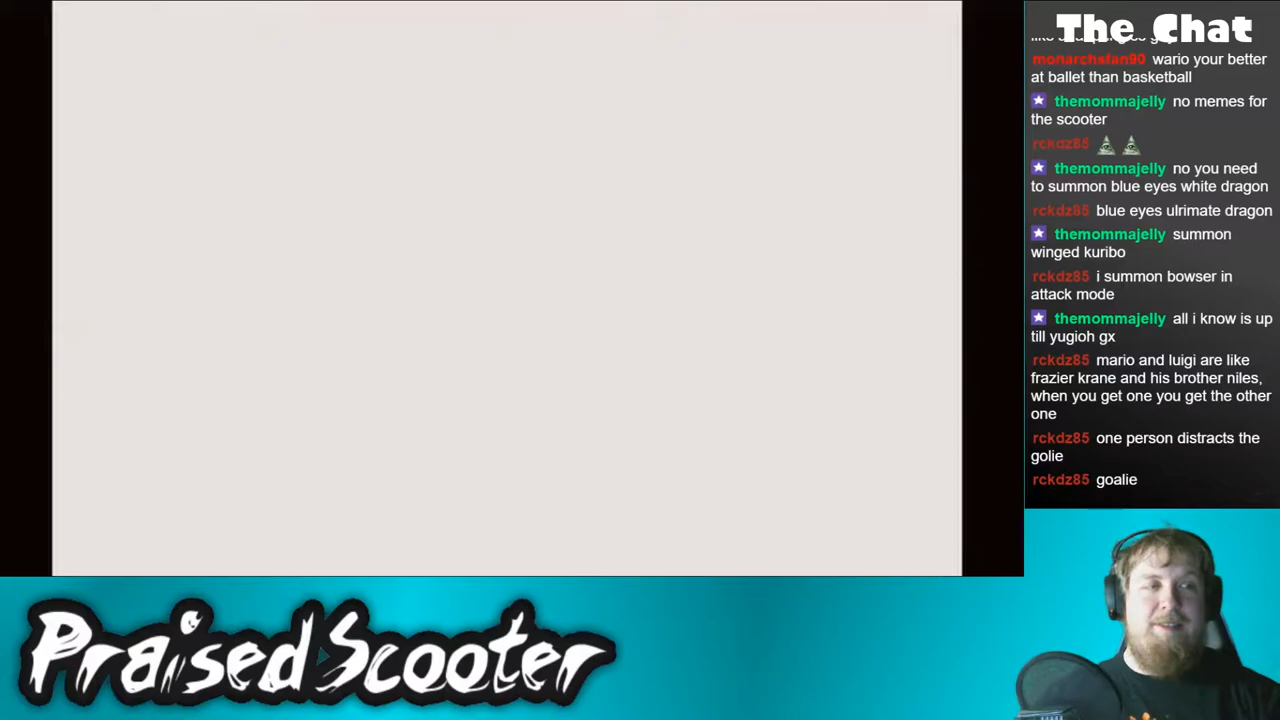 The Chat
monarchsfan90 wario your better
at ballet than basketball
themommajelly no memes for
the scooter
rckdz85
themommajelly no you need
to summon blue eyes white dragon
rckdz85 blue eyes ulrimate dragon
themommajelly summon
winged kuribo
rckdz85 i summon bowser in
attack mode
themommajelly all i know is up
till yugioh gx
rckdz85 mario and luigi are like
frazier krane and his brother niles,
when you get one you get the other
one
rckdz85 one person distracts the
golie
rckdz85 goalie
PraisedScooter